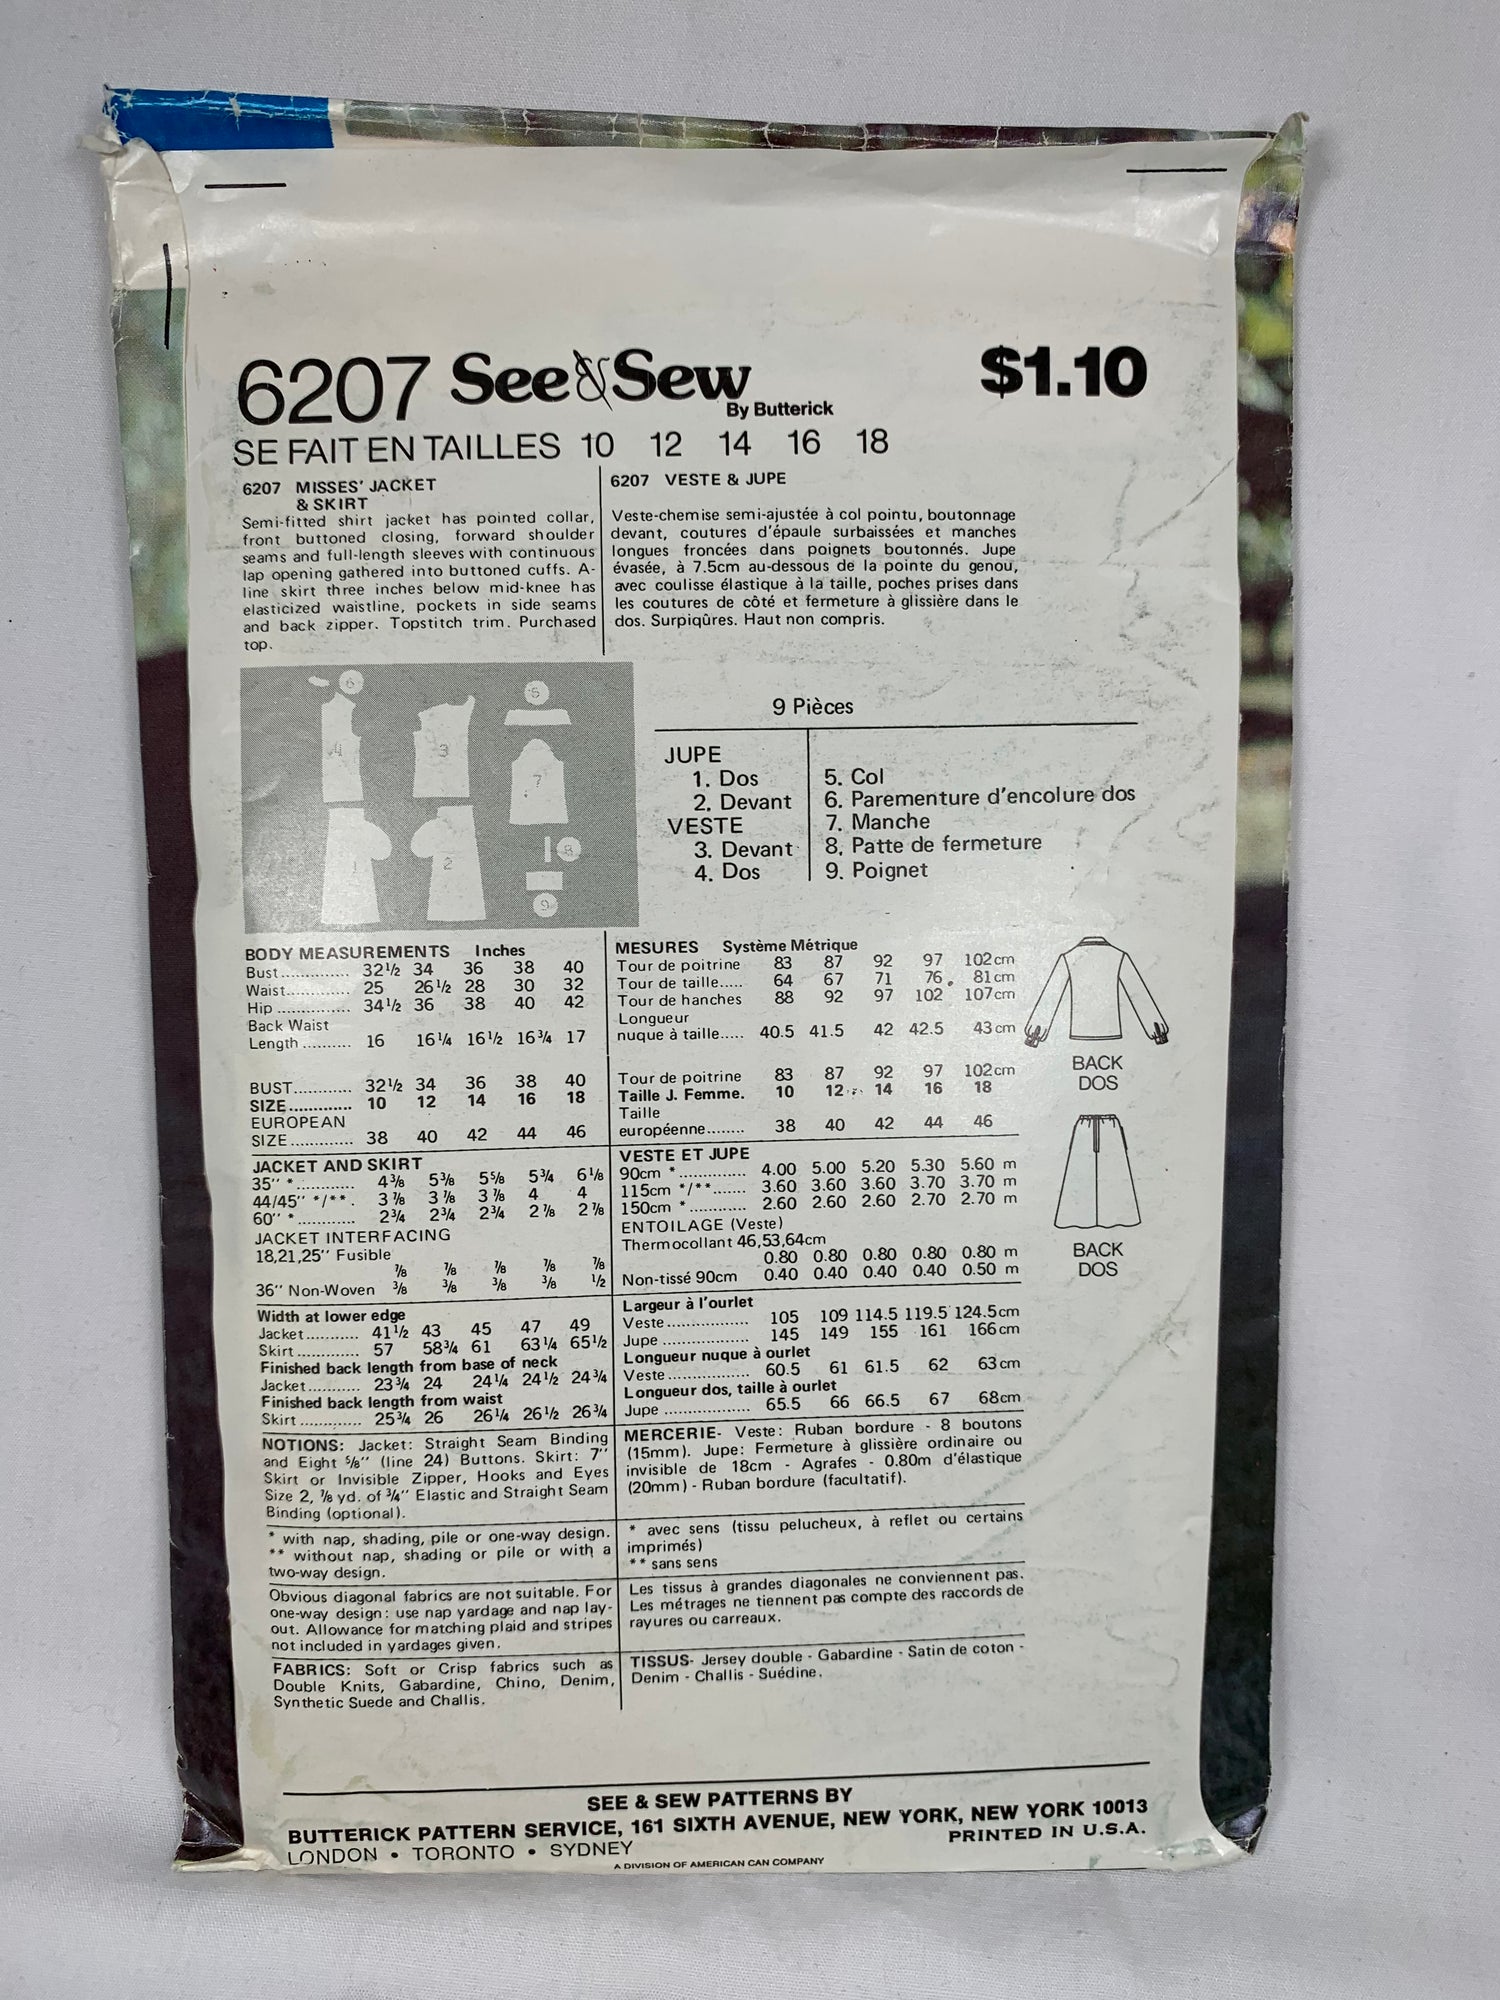 6207 See & Sew $1.10
By Butterick
SE FAIT EN TAILLES 10 12 14 16 18
6207 MISSES' JACKET
& SKIRT
Semi-fitted shirt jacket has pointed collar,
front buttoned closing, forward shoulder
seams and full-length sleeves with continuous
lap opening gathered into buttoned cuffs. A-
line skirt three inches below mid-knee has
elasticized waistline, pockets in side seams
and back zipper. Topstitch trim. Purchased
top.
6207 VESTE & JUPE
Veste-chemise semi-ajustée à col pointu, boutonnage
devant, coutures d'épaule surbaissées et manches
longues froncées dans poignets boutonnés. Jupe
évasée, à 7.5cm au-dessous de la pointe du genou,
avec coulisse élastique à la taille, poches prises dans
les coutures de côté et fermeture à glissière dans le
dos. Surpiqûres. Haut non compris.
6
4
3
5
7
1
2
8
9
9 Pièces
JUPE
1. Dos
2. Devant
VESTE
3. Devant
4. Dos
5. Col
6. Parementure d'encolure dos
7. Manche
8. Patte de fermeture
9. Poignet
BODY MEASUREMENTS Inches
Bust.............. 32½ 34 36 38 40
Waist............. 25 26½ 28 30 32
Hip ............... 34½ 36 38 40 42
Back Waist
Length .......... 16 16¼ 16½ 16¾ 17
BUST............ 32½ 34 36 38 40
SIZE............. 10 12 14 16 18
EUROPEAN
SIZE............. 38 40 42 44 46
JACKET AND SKIRT
35'' *............ 4⅜ 5⅜ 5⅝ 5¾ 6⅛
44/45'' */**. 3⅞ 3⅞ 3⅞ 4 4
60'' *............ 2¾ 2¾ 2¾ 2⅞ 2⅞
JACKET INTERFACING
18,21,25'' Fusible
⅞ ⅞ ⅞ ⅞ ⅞
36'' Non-Woven ⅜ ⅜ ⅜ ⅜ ½
Width at lower edge
Jacket........... 41½ 43 45 47 49
Skirt............. 57 58¾ 61 63¼ 65½
Finished back length from base of neck
Jacket........... 23¾ 24 24¼ 24½ 24¾
Finished back length from waist
Skirt............. 25¾ 26 26¼ 26½ 26¾
NOTIONS: Jacket: Straight Seam Binding
and Eight ⅝'' (line 24) Buttons. Skirt: 7''
Skirt or Invisible Zipper, Hooks and Eyes
Size 2, ⅞ yd. of ¾'' Elastic and Straight Seam
Binding (optional).
* with nap, shading, pile or one-way design.
** without nap, shading or pile or with a
two-way design.
Obvious diagonal fabrics are not suitable. For
one-way design: use nap yardage and nap lay-
out. Allowance for matching plaid and stripes
not included in yardages given.
FABRICS: Soft or Crisp fabrics such as
Double Knits, Gabardine, Chino, Denim,
Synthetic Suede and Challis.
MESURES Système Métrique
Tour de poitrine 83 87 92 97 102cm
Tour de taille..... 64 67 71 76 81cm
Tour de hanches 88 92 97 102 107cm
Longueur
nuque à taille..... 40.5 41.5 42 42.5 43cm
Tour de poitrine 83 87 92 97 102cm
Taille J. Femme. 10 12 14 16 18
Taille
européenne........ 38 40 42 44 46
VESTE ET JUPE
90cm *.............. 4.00 5.00 5.20 5.30 5.60 m
115cm */**....... 3.60 3.60 3.60 3.70 3.70 m
150cm *............ 2.60 2.60 2.60 2.70 2.70 m
ENTOILAGE (Veste)
Thermocollant 46,53,64cm
0.80 0.80 0.80 0.80 0.80 m
Non-tissé 90cm 0.40 0.40 0.40 0.40 0.50 m
Largeur à l'ourlet
Veste................. 105 109 114.5 119.5 124.5cm
Jupe .................. 145 149 155 161 166cm
Longueur nuque à ourlet
Veste................. 60.5 61 61.5 62 63cm
Longueur dos, taille à ourlet
Jupe .................. 65.5 66 66.5 67 68cm
MERCERIE- Veste: Ruban bordure - 8 boutons
(15mm). Jupe: Fermeture à glissière ordinaire ou
invisible de 18cm - Agrafes - 0.80m d'élastique
(20mm) - Ruban bordure (facultatif).
* avec sens (tissu pelucheux, à reflet ou certains
imprimés)
** sans sens
Les tissus à grandes diagonales ne conviennent pas.
Les métrages ne tiennent pas compte des raccords de
rayures ou carreaux.
TISSUS- Jersey double - Gabardine - Satin de coton -
Denim - Challis - Suédine.
BACK
DOS
BACK
DOS
SEE & SEW PATTERNS BY
BUTTERICK PATTERN SERVICE, 161 SIXTH AVENUE, NEW YORK, NEW YORK 10013
LONDON • TORONTO • SYDNEY PRINTED IN U.S.A.
A DIVISION OF AMERICAN CAN COMPANY